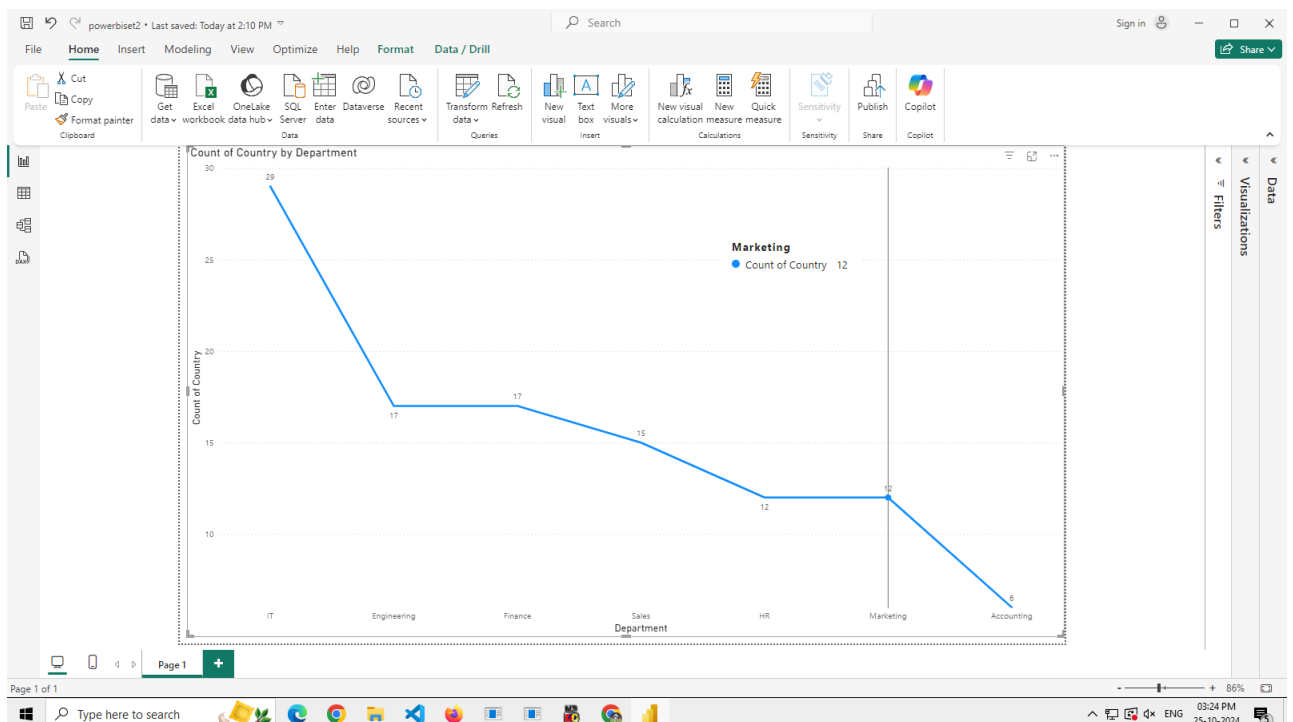 powerbiset2 • Last saved: Today at 2:10 PM
Search
Sign in
File Home Insert Modeling View Optimize Help Format Data / Drill
Share
Paste
Cut
Copy
Format painter
Clipboard
Get data
Excel workbook
OneLake data hub
SQL Server
Enter data
Dataverse
Recent sources
Data
Transform data
Refresh
Queries
New visual
Text box
More visuals
Insert
New visual calculation
New measure
Quick measure
Calculations
Sensitivity
Sensitivity
Publish
Share
Copilot
Copilot
Count of Country by Department
30
29
25
Marketing
Count of Country 12
20
Count of Country
17
17
15
15
12
12
10
6
IT Engineering Finance Sales HR Marketing Accounting
Department
Filters
Visualizations
Data
Page 1
Page 1 of 1
- + 86%
Type here to search
ENG
03:24 PM
25-10-2024